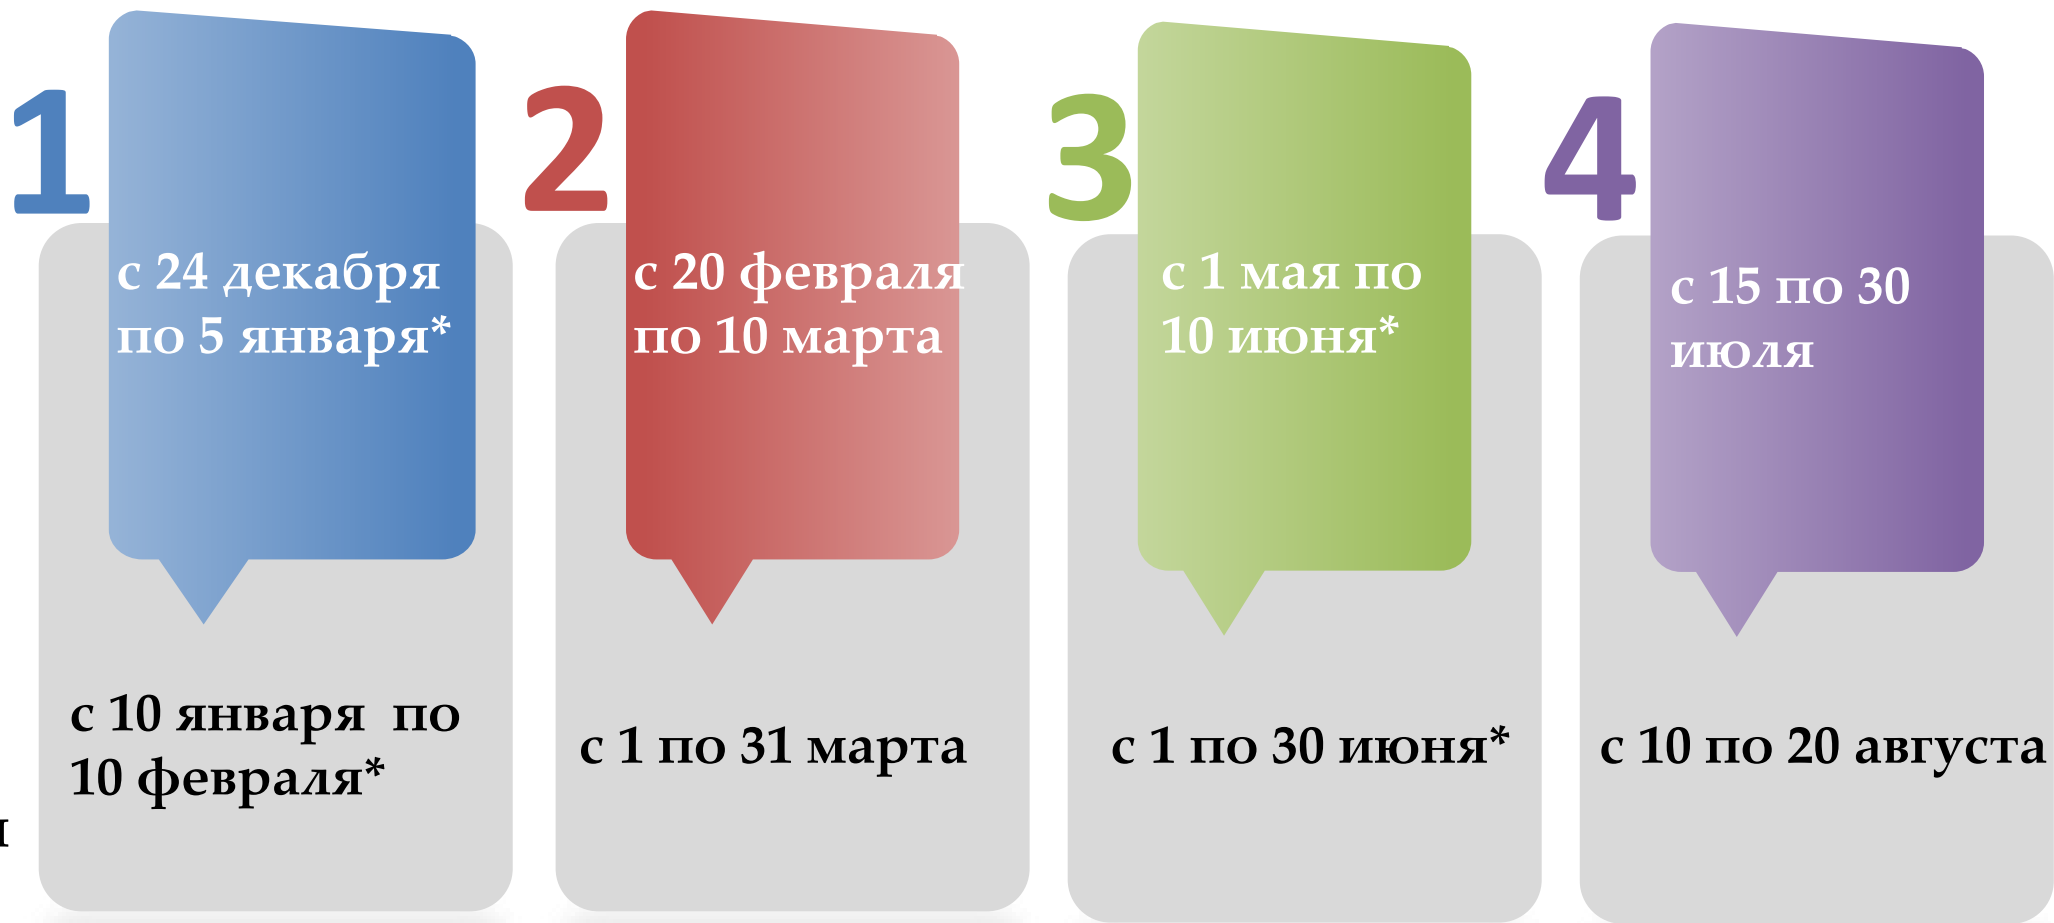 1
с 24 декабря
по 5 января*
с 10 января по
10 февраля*
2
с 20 февраля
по 10 марта
с 1 по 31 марта
3
с 1 мая по
10 июня*
с 1 по 30 июня*
4
с 15 по 30
июля
с 10 по 20 августа